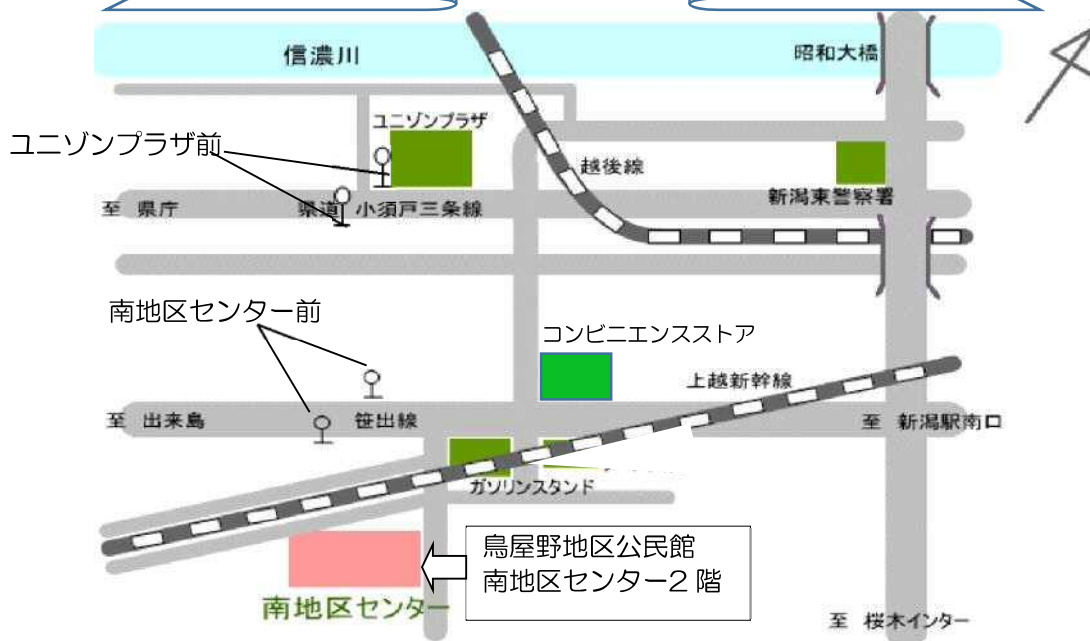 信濃川
昭和大橋
ユニゾンプラザ
ユニゾンプラザ前
越後線
新潟東警察署
至 県庁
県道 小須戸三条線
南地区センター前
コンビニエンスストア
上越新幹線
至 出来島
笹出線
至 新潟駅南口
ガソリンスタンド
鳥屋野地区公民館
南地区センター2階
南地区センター
至 桜木インター